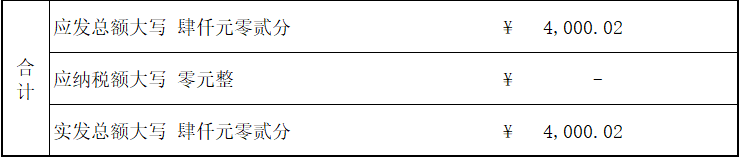 合计
应发总额大写 肆仟元零贰分 ¥ 4,000.02
应纳税额大写 零元整 ¥ -
实发总额大写 肆仟元零贰分 ¥ 4,000.02